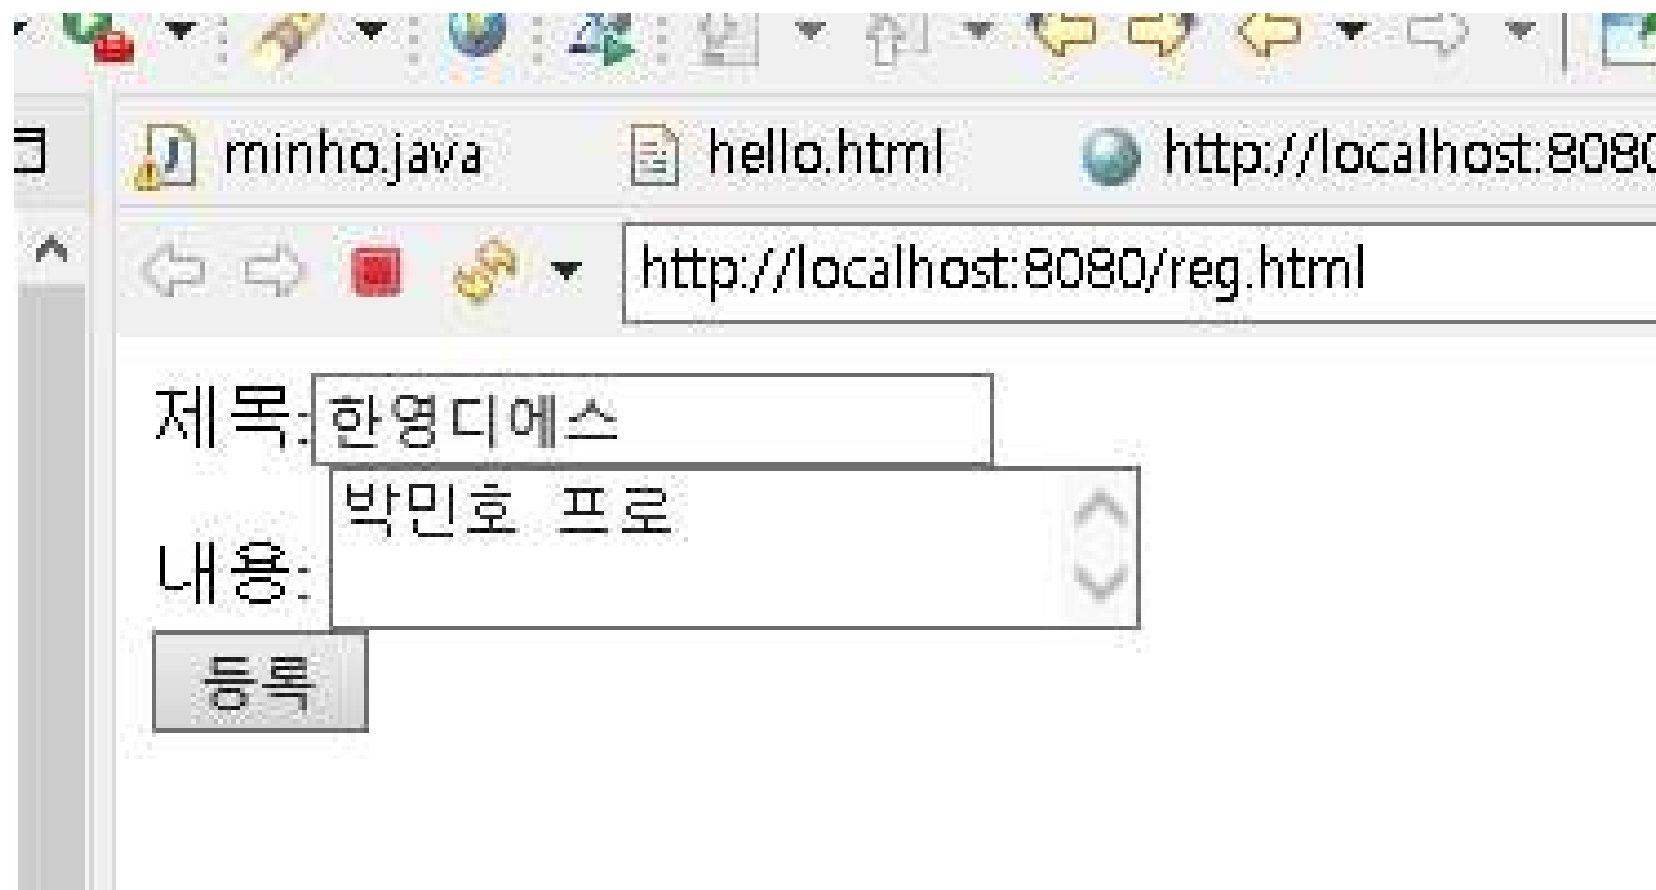 minho.java hello.html http://localhost:8080
http://localhost:8080/reg.html
제목: 한영디에스
박민호 프로
내용:
등록